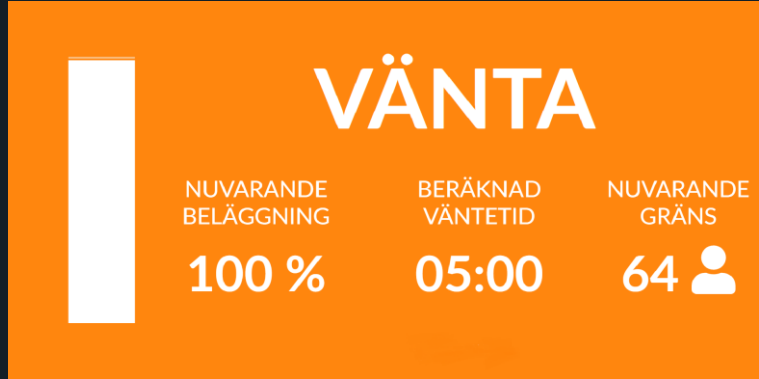 VÄNTA
NUVARANDE
BELÄGGNING
100 %
BERÄKNAD
VÄNTETID
05:00
NUVARANDE
GRÄNS
64